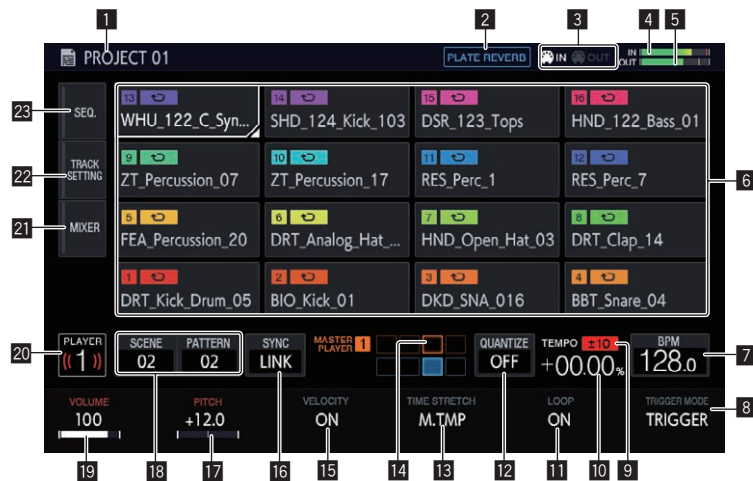 1 2 3 4 5
PROJECT 01 PLATE REVERB IN OUT IN OUT
23 SEQ. 13 WHU_122_C_Syn... 14 SHD_124_Kick_103 15 DSR_123_Tops 16 HND_122_Bass_01
22 TRACK SETTING 9 ZT_Percussion_07 10 ZT_Percussion_17 11 RES_Perc_1 12 RES_Perc_7 6
21 MIXER 5 FEA_Percussion_20 6 DRT_Analog_Hat_... 7 HND_Open_Hat_03 8 DRT_Clap_14
1 DRT_Kick_Drum_05 2 BIO_Kick_01 3 DKD_SNA_016 4 BBT_Snare_04
20 PLAYER 1 SCENE 02 PATTERN 02 SYNC LINK MASTER PLAYER 1 QUANTIZE OFF TEMPO ±10 +00.00% BPM 128.0 7
VOLUME 100 PITCH +12.0 VELOCITY ON TIME STRETCH M.TMP LOOP ON TRIGGER MODE TRIGGER 8
19 18 17 16 15 14 13 12 11 10 9